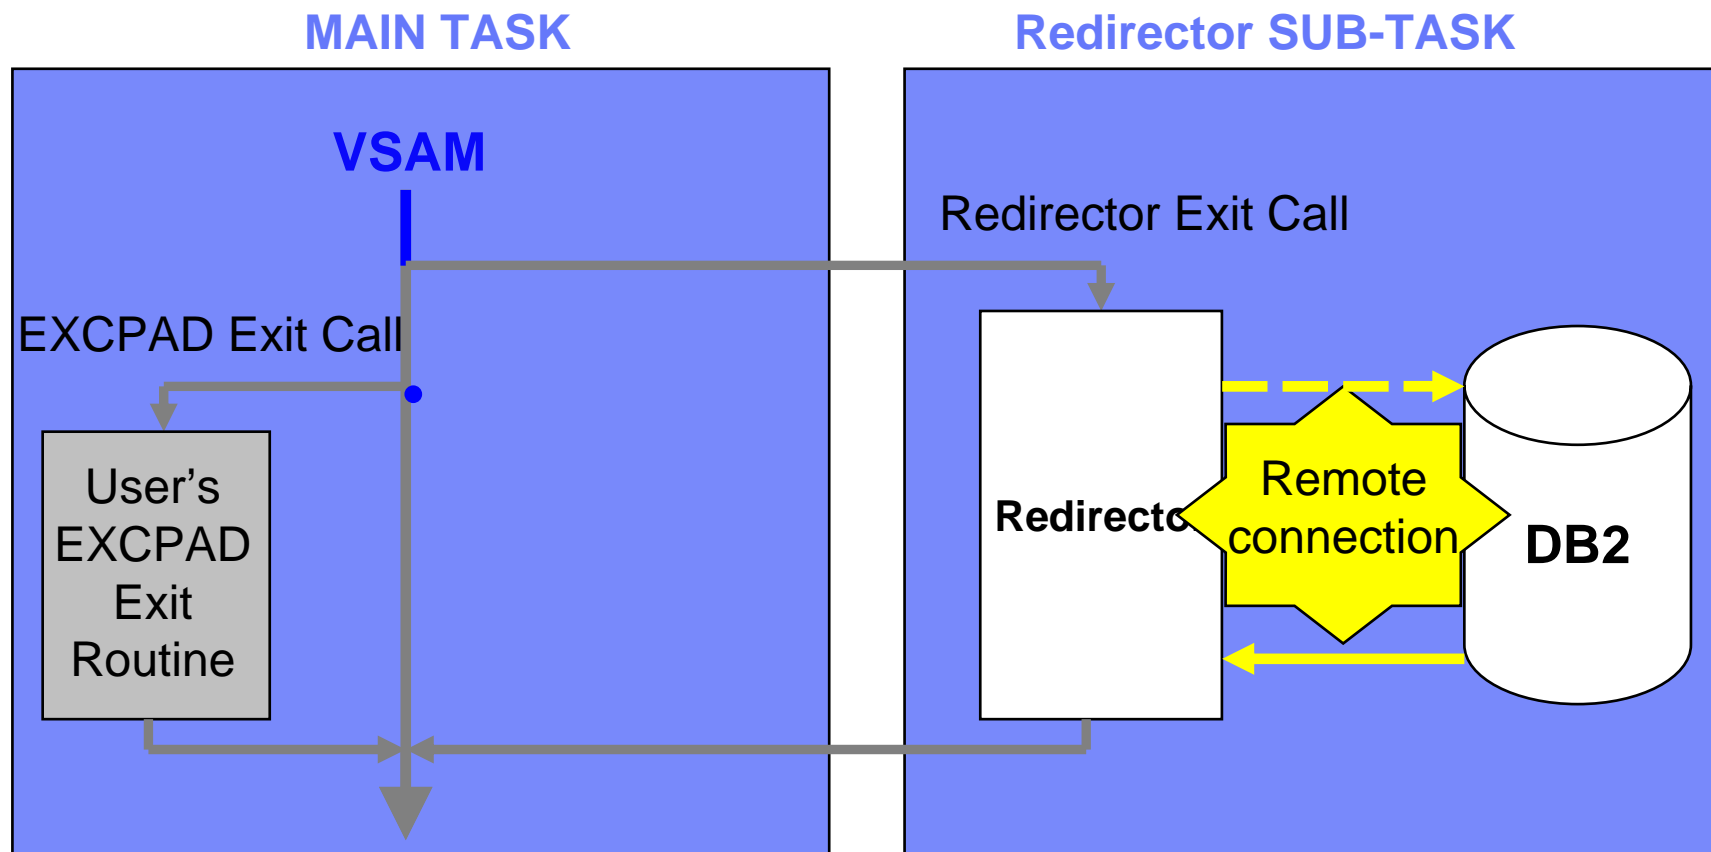 MAIN TASK
Redirector SUB-TASK
VSAM
Redirector Exit Call
EXCPAD Exit Call
User’s
EXCPAD
Exit
Routine
Redirector
Remote
connection
DB2